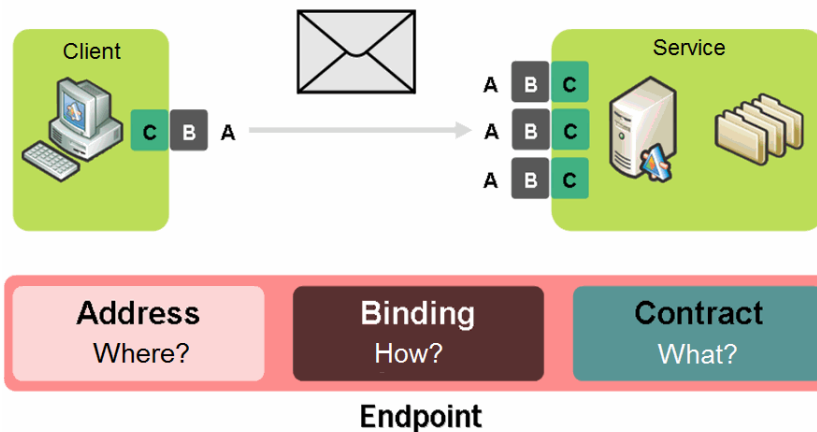 Client
Service
A B C
C B A
A B C
A B C
Address
Where?
Binding
How?
Contract
What?
Endpoint